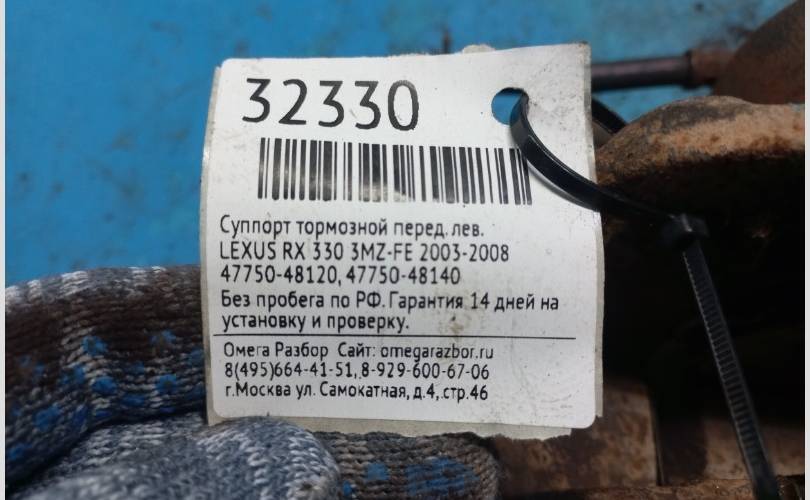 32330
Суппорт тормозной перед. лев.
LEXUS RX 330 3MZ-FE 2003-2008
47750-48120, 47750-48140
Без пробега по РФ. Гарантия 14 дней на
установку и проверку.
Омега Разбор Сайт: omegarazbor.ru
8(495)664-41-51, 8-929-600-67-06
г.Москва ул. Самокатная, д.4, стр.46